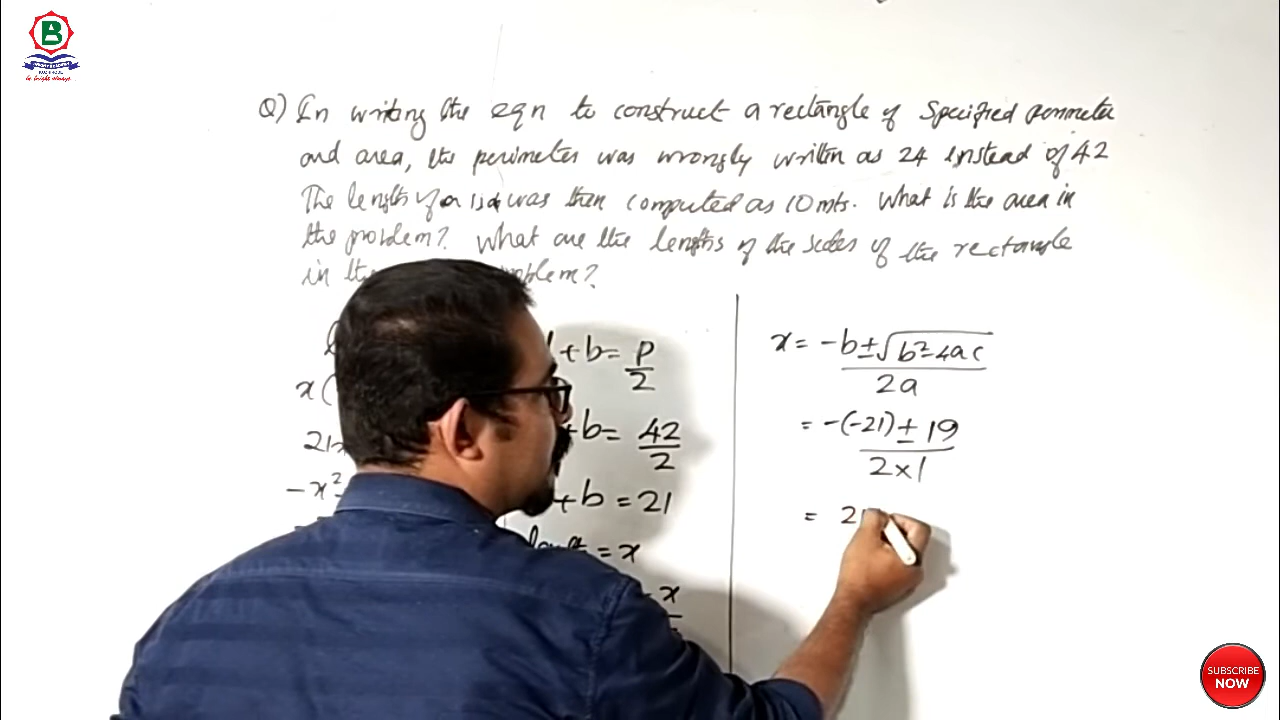 B
Q) In writing the eqn to construct a rectangle of Specified perimeter
and area, the perimeter was wrongly written as 24 instead of 42
The length of a side was then computed as 10 mts. What is the area in
the problem? What are the lengths of the sides of the rectangle
in the problem?
l + b = P/2
x (
+ b = 42/2
21
-x²
+ b = 21
= x
- x
x = -b ± √b² - 4ac / 2a
= -(-21) ± 19 / 2 × 1
= 21
SUBSCRIBE
NOW